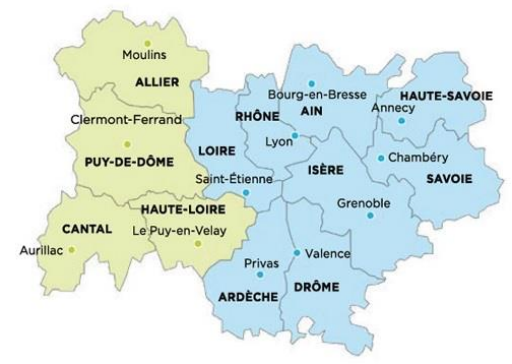 Moulins
ALLIER
Bourg-en-Bresse
AIN
HAUTE-SAVOIE
Annecy
Clermont-Ferrand
RHÔNE
Lyon
PUY-DE-DÔME
LOIRE
Chambéry
ISÈRE
SAVOIE
Saint-Étienne
Grenoble
HAUTE-LOIRE
CANTAL
Le Puy-en-Velay
Aurillac
Privas
Valence
ARDÈCHE
DRÔME